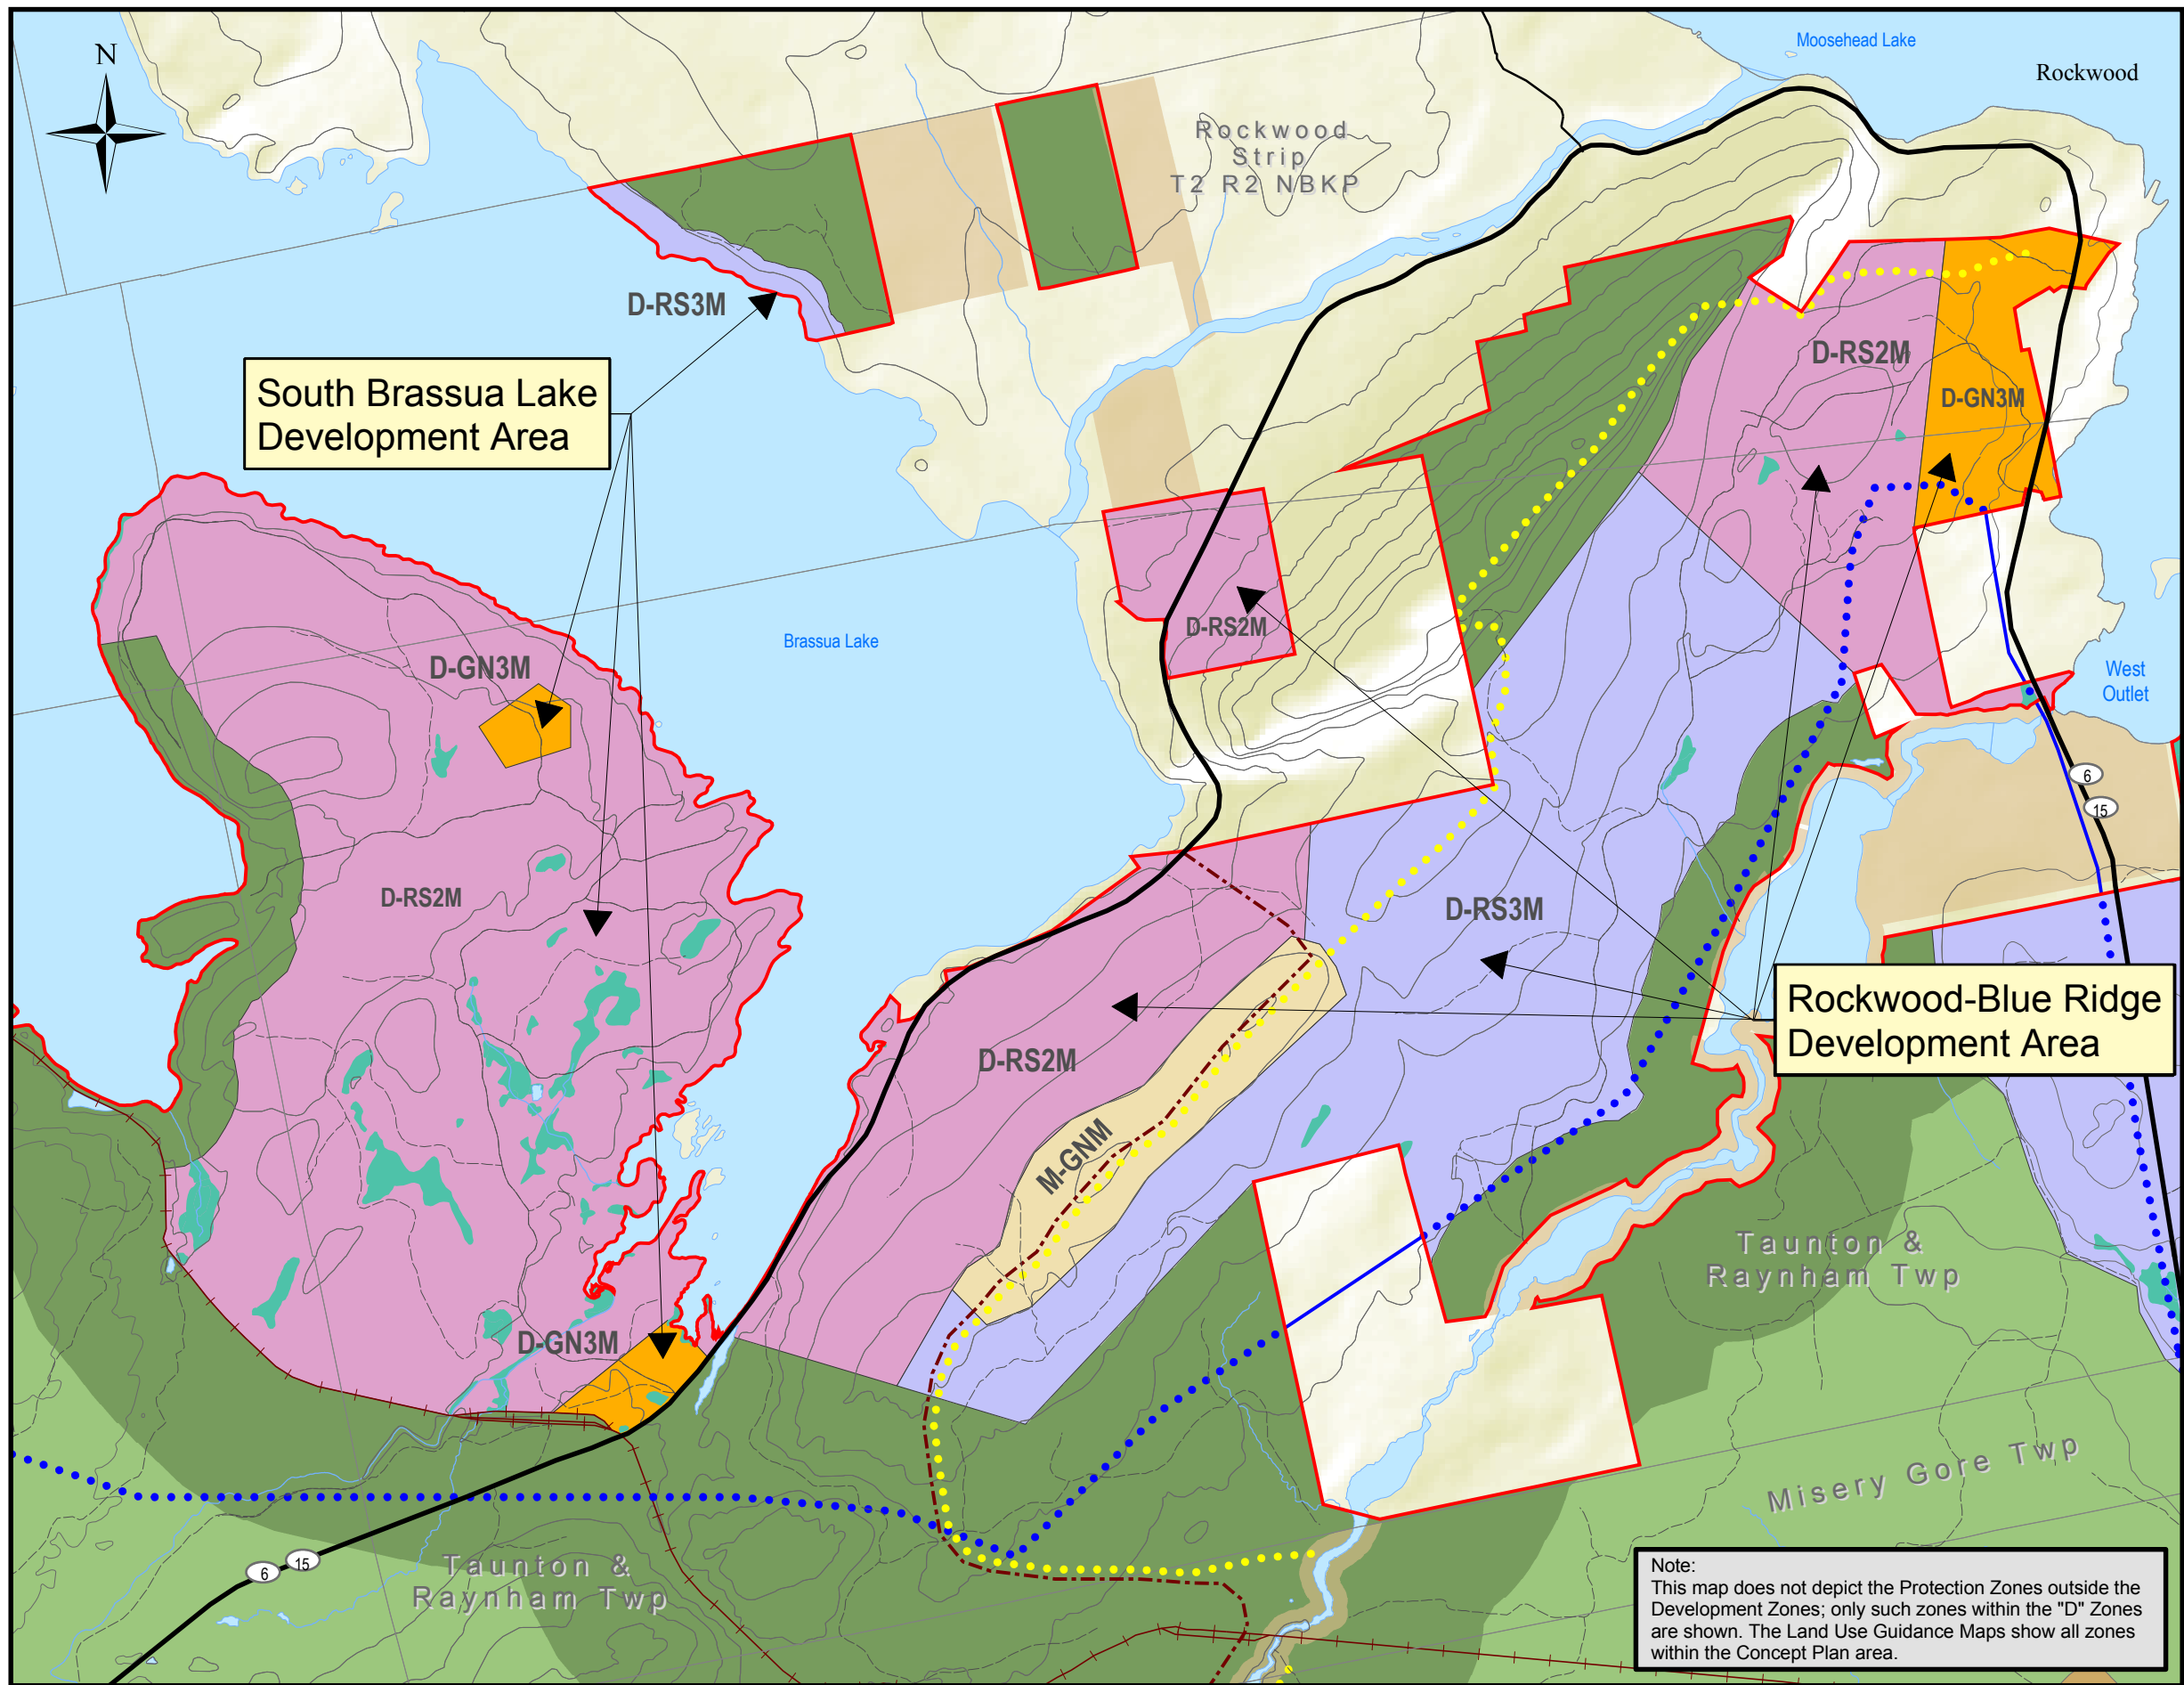 N
Moosehead Lake
Rockwood
Rockwood
Strip
T2 R2 NBKP
D-RS3M
South Brassua Lake
Development Area
D-RS2M
D-GN3M
D-RS2M
Brassua Lake
D-GN3M
West
Outlet
6
15
D-RS2M
D-RS3M
Rockwood-Blue Ridge
Development Area
D-RS2M
M-GNM
Taunton &
Raynham Twp
D-GN3M
Misery Gore Twp
6
15
Taunton &
Raynham Twp
Note:
This map does not depict the Protection Zones outside the
Development Zones; only such zones within the "D" Zones
are shown. The Land Use Guidance Maps show all zones
within the Concept Plan area.